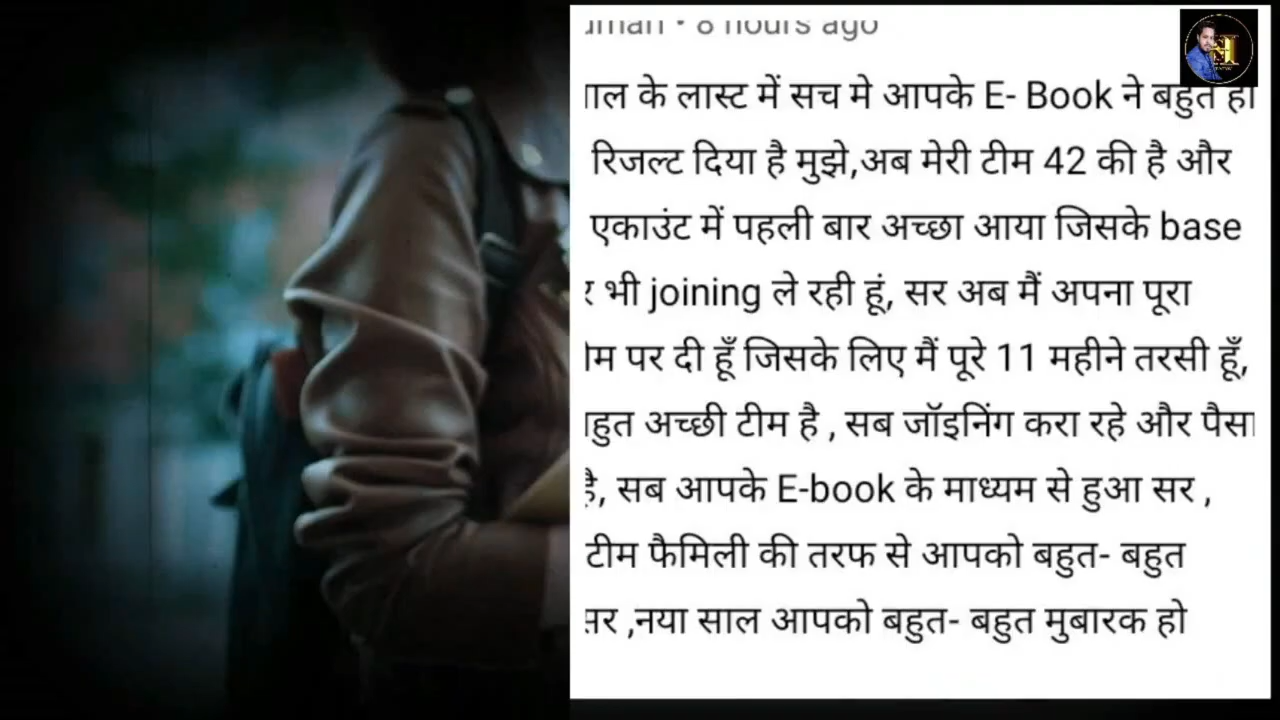 8 hours ago
के लास्ट में सच मे आपके E- Book ने बहुत
रिजल्ट दिया है मुझे,अब मेरी टीम 42 की है और
एकाउंट में पहली बार अच्छा आया जिसके base
भी joining ले रही हूं, सर अब मैं अपना पूरा
पर दी हूँ जिसके लिए मैं पूरे 11 महीने तरसी हूँ,
अच्छी टीम है , सब जॉइनिंग करा रहे और पैसा
है, सब आपके E-book के माध्यम से हुआ सर ,
टीम फैमिली की तरफ से आपको बहुत- बहुत
सर ,नया साल आपको बहुत- बहुत मुबारक हो